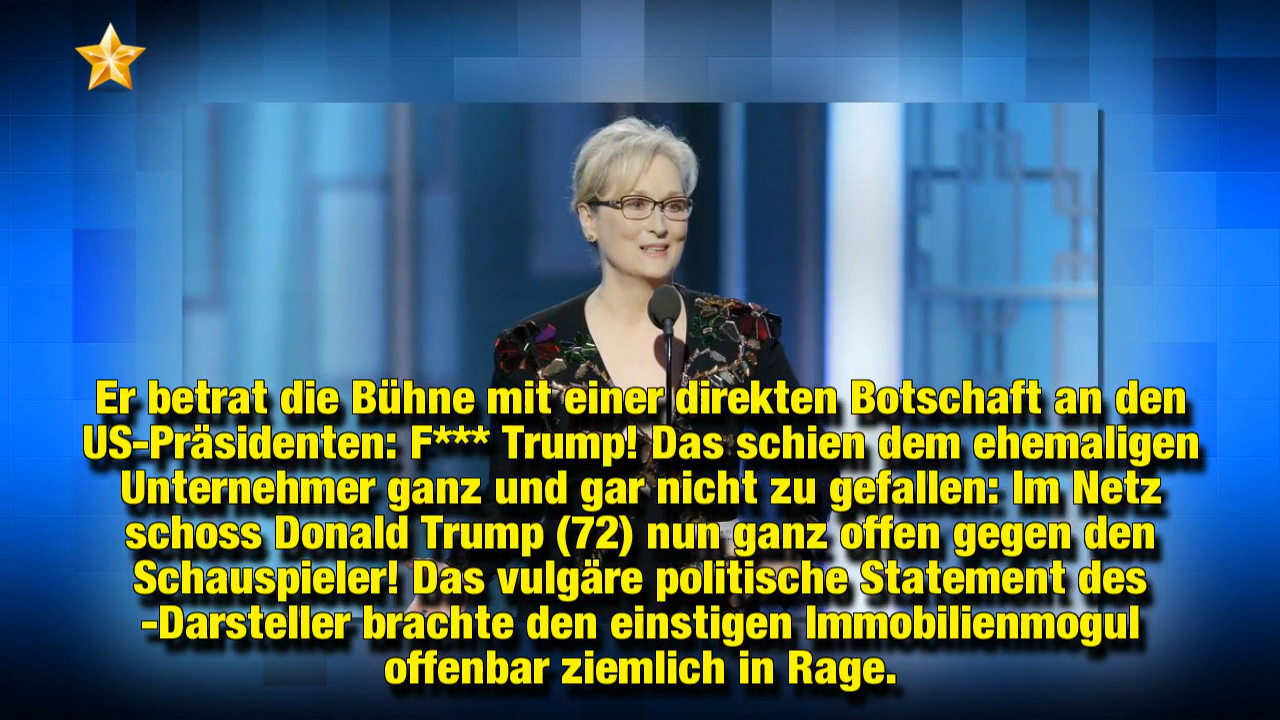 Er betrat die Bühne mit einer direkten Botschaft an den
US-Präsidenten: F*** Trump! Das schien dem ehemaligen
Unternehmer ganz und gar nicht zu gefallen: Im Netz
schoss Donald Trump (72) nun ganz offen gegen den
Schauspieler! Das vulgäre politische Statement des
-Darsteller brachte den einstigen Immobilienmogul
offenbar ziemlich in Rage.